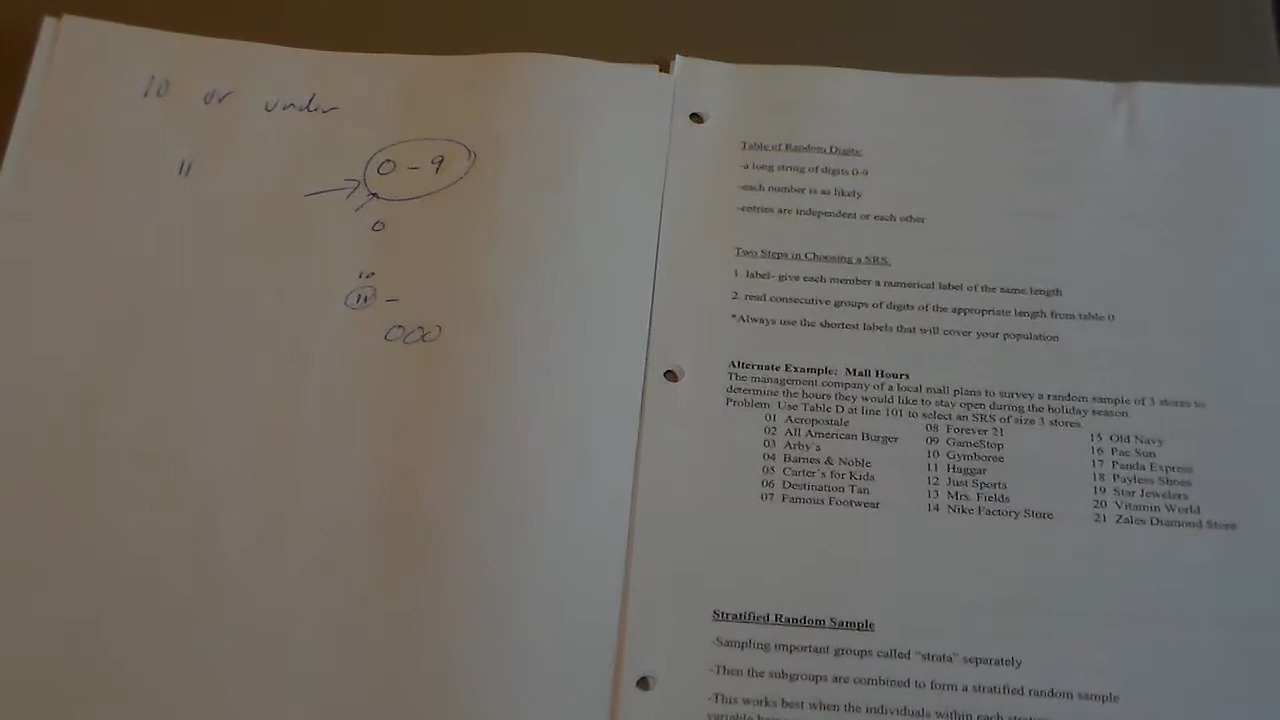 10 or under
11
0-9
0
10
11 -
000
Table of Random Digits:
-a long string of digits 0-9
-each number is as likely
-entries are independent or each other
Two Steps in Choosing a SRS.
1. label- give each member a numerical label of the same length
2. read consecutive groups of digits of the appropriate length from table 0
*Always use the shortest labels that will cover your population
Alternate Example: Mall Hours
The management company of a local mall plans to survey a random sample of 3 stores to
determine the hours they would like to stay open during the holiday season.
Problem Use Table D at line 101 to select an SRS of size 3 stores.
01 Aeropostale
02 All American Burger
03 Arby's
04 Barnes & Noble
05 Carter's for Kids
06 Destination Tan
07 Famous Footwear
08 Forever 21
09 GameStop
10 Gymboree
11 Haggar
12 Just Sports
13 Mrs. Fields
14 Nike Factory Store
15 Old Navy
16 Pac Sun
17 Panda Express
18 Payless Shoes
19 Star Jewelers
20 Vitamin World
21 Zales Diamond Store
Stratified Random Sample
-Sampling important groups called "strata" separately
-Then the subgroups are combined to form a stratified random sample
-This works best when the individuals within each
variable